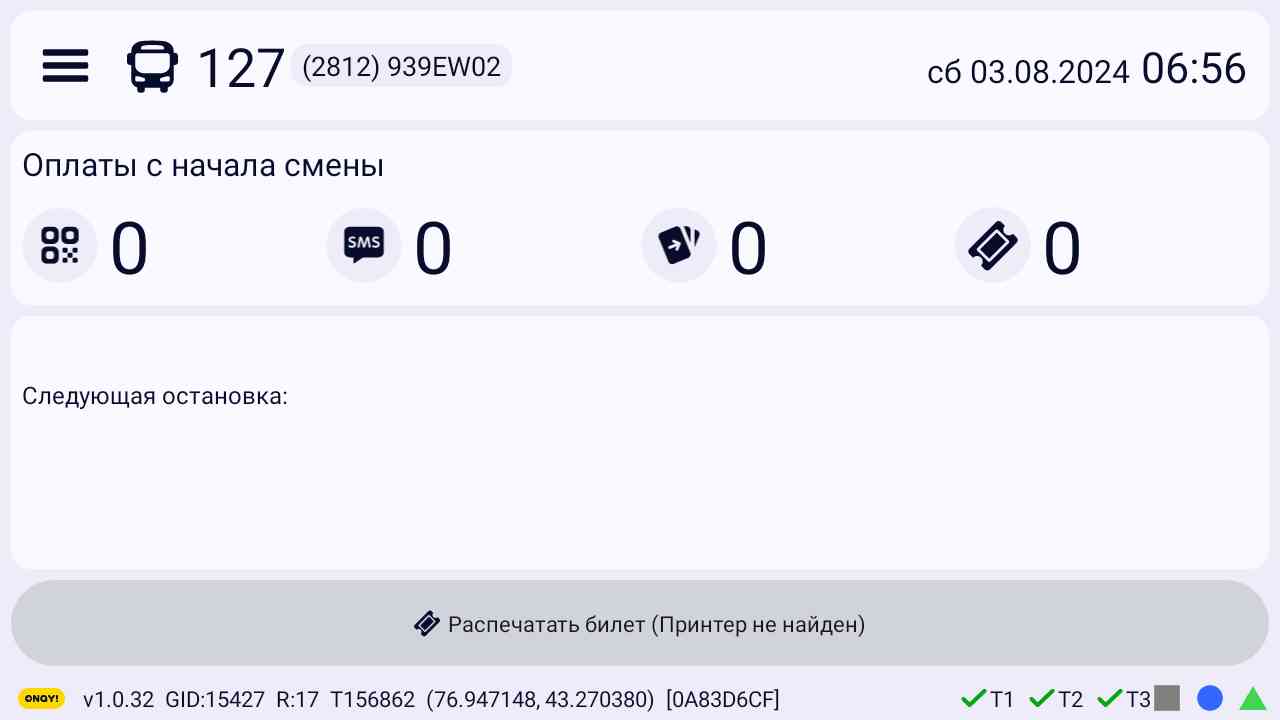 127 (2812) 939EW02 сб 03.08.2024 06:56
Оплаты с начала смены
0 SMS 0 0 0
Следующая остановка:
Распечатать билет (Принтер не найден)
ONAY! v1.0.32 GID:15427 R:17 T156862 (76.947148, 43.270380) [0A83D6CF] T1 T2 T3